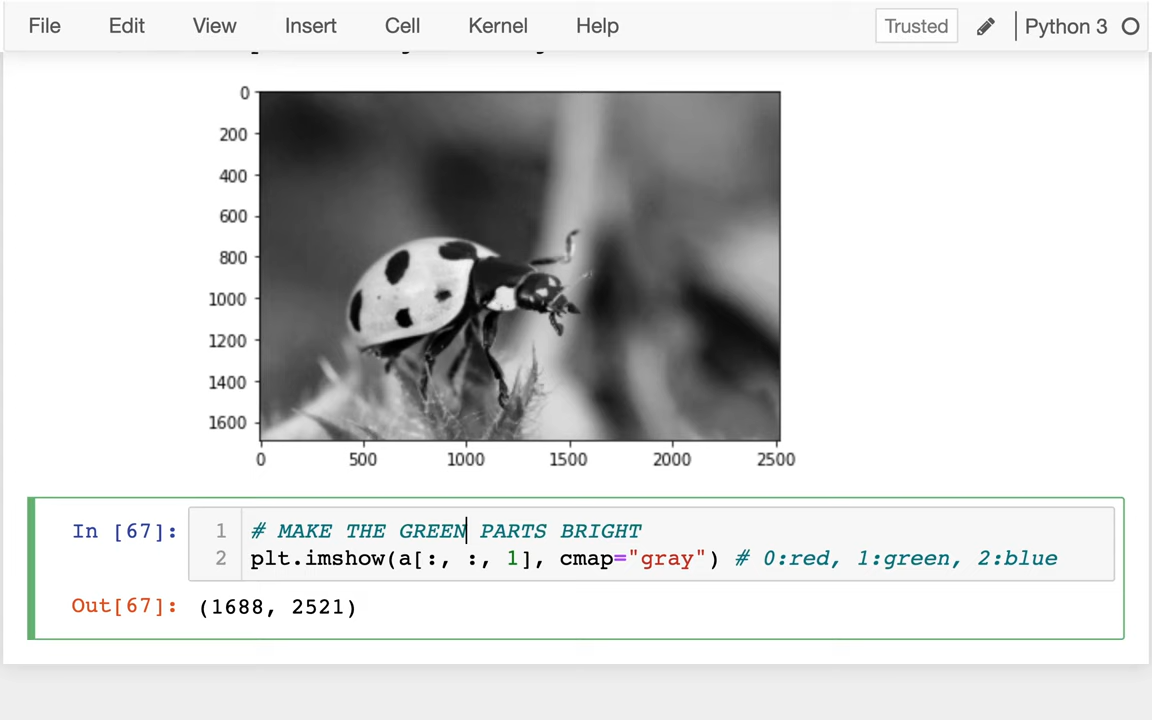 File Edit View Insert Cell Kernel Help Trusted Python 3
0
200
400
600
800
1000
1200
1400
1600
0 500 1000 1500 2000 2500
In [67]: 1 # MAKE THE GREEN PARTS BRIGHT
2 plt.imshow(a[:, :, 1], cmap="gray") # 0:red, 1:green, 2:blue
Out[67]: (1688, 2521)